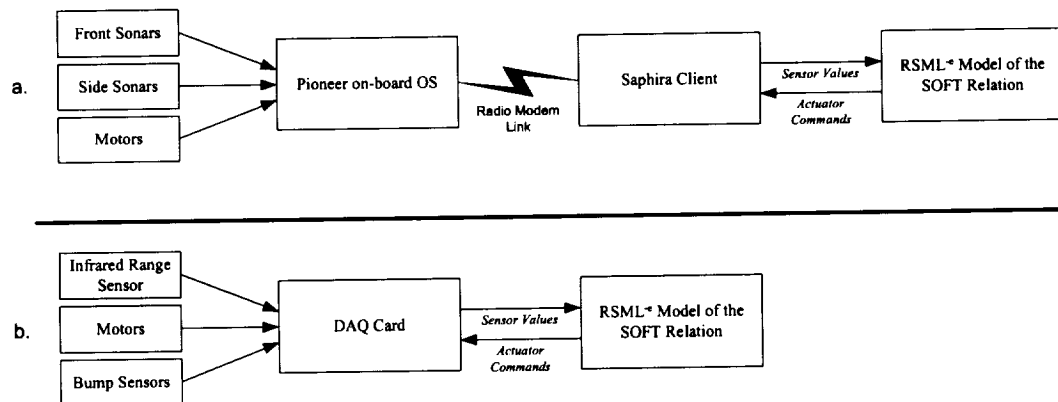 a.
Front Sonars
Side Sonars
Motors
Pioneer on-board OS
Radio Modem
Link
Saphira Client
Sensor Values
Actuator
Commands
RSML⁻ᵉ Model of the
SOFT Relation
b.
Infrared Range
Sensor
Motors
Bump Sensors
DAQ Card
Sensor Values
Actuator
Commands
RSML⁻ᵉ Model of the
SOFT Relation